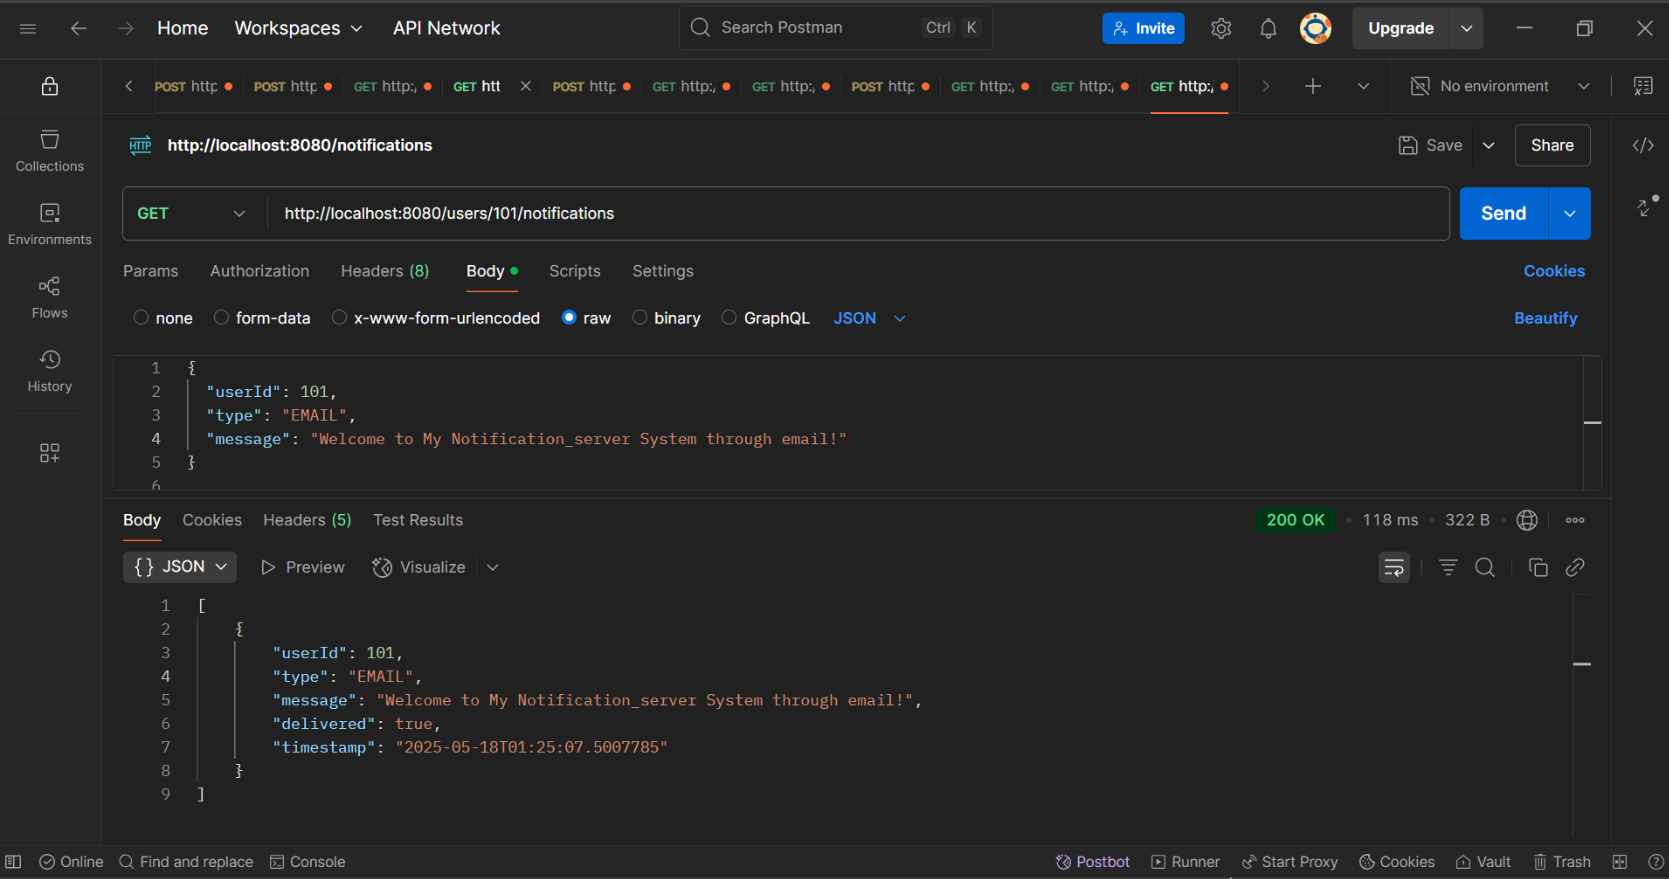 Home Workspaces API Network Search Postman Ctrl K Invite Upgrade
POST http POST http GET http:/ GET htt POST http GET http:/ GET http:/ POST http GET http:/ GET http:/ GET http:/ No environment
HTTP http://localhost:8080/notifications Save Share
Collections
GET http://localhost:8080/users/101/notifications Send
Environments
Params Authorization Headers (8) Body Scripts Settings Cookies
Flows
none form-data x-www-form-urlencoded raw binary GraphQL JSON Beautify
History
1 {
2 "userId": 101,
3 "type": "EMAIL",
4 "message": "Welcome to My Notification_server System through email!"
5 }
6
Body Cookies Headers (5) Test Results 200 OK • 118 ms • 322 B •
{} JSON Preview Visualize
1 [
2 {
3 "userId": 101,
4 "type": "EMAIL",
5 "message": "Welcome to My Notification_server System through email!",
6 "delivered": true,
7 "timestamp": "2025-05-18T01:25:07.5007785"
8 }
9 ]
Online Find and replace Console Postbot Runner Start Proxy Cookies Vault Trash